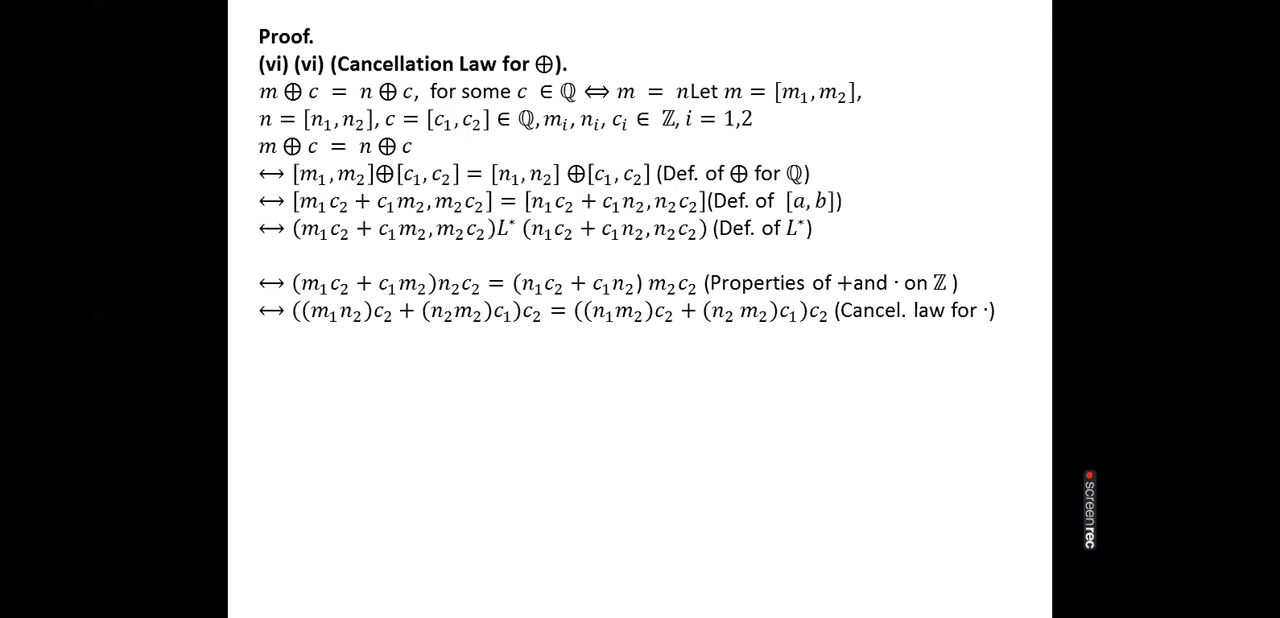 Proof.
(vi) (vi) (Cancellation Law for ⊕).
m ⊕ c = n ⊕ c, for some c ∈ ℚ ⇔ m = nLet m = [m₁, m₂],
n = [n₁, n₂], c = [c₁, c₂] ∈ ℚ, mᵢ, nᵢ, cᵢ ∈ ℤ, i = 1,2
m ⊕ c = n ⊕ c
↔ [m₁, m₂]⊕[c₁, c₂] = [n₁, n₂] ⊕[c₁, c₂] (Def. of ⊕ for ℚ)
↔ [m₁c₂ + c₁m₂, m₂c₂] = [n₁c₂ + c₁n₂, n₂c₂](Def. of [a, b])
↔ (m₁c₂ + c₁m₂, m₂c₂)L* (n₁c₂ + c₁n₂, n₂c₂) (Def. of L*)
↔ (m₁c₂ + c₁m₂)n₂c₂ = (n₁c₂ + c₁n₂) m₂c₂ (Properties of +and · on ℤ )
↔ ((m₁n₂)c₂ + (n₂m₂)c₁)c₂ = ((n₁m₂)c₂ + (n₂ m₂)c₁)c₂ (Cancel. law for ·)
screenrec